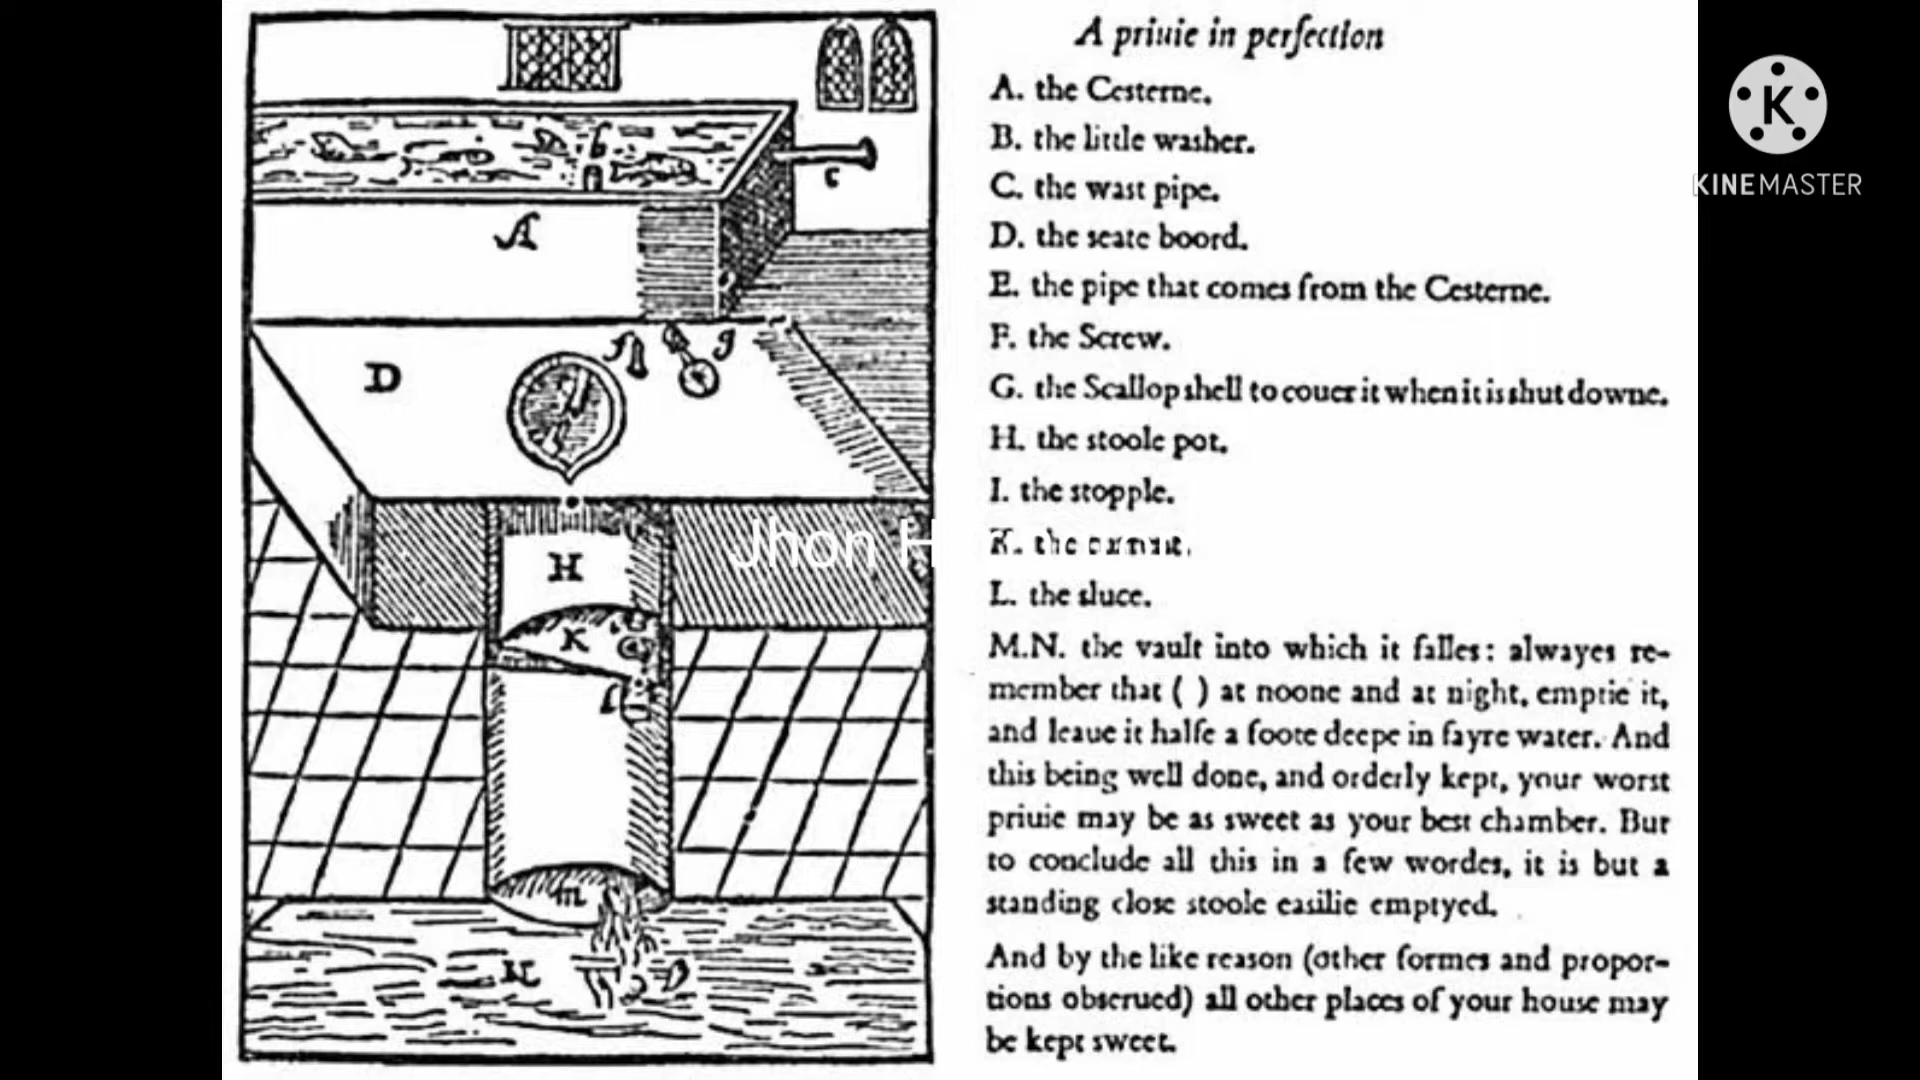 A priuie in perfection
A. the Cesterne.
B. the little washer.
C. the wast pipe.
D. the seate boord.
E. the pipe that comes from the Cesterne.
F. the Screw.
G. the Scallop shell to couer it when it is shut downe.
H. the stoole pot.
I. the stopple.
K. the
L. the sluce.
M.N. the vault into which it falles: alwayes re-
member that ( ) at noone and at night, emptie it,
and leaue it halfe a foote deepe in fayre water. And
this being well done, and orderly kept, your worst
priuie may be as sweet as your best chamber. But
to conclude all this in a few wordes, it is but a
standing close stoole easilie emptyed.
And by the like reason (other formes and propor-
tions obserued) all other places of your house may
be kept sweet.
b
c
A
D
f
g
H
K
L
m
N
Jhon H
K
KINEMASTER